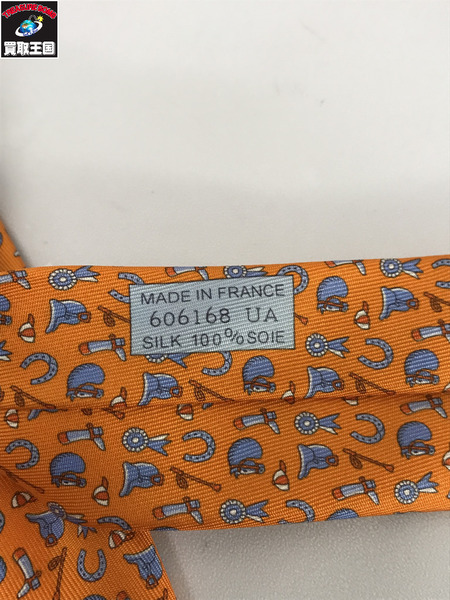 買取王国
MADE IN FRANCE
606168 UA
SILK 100% SOIE